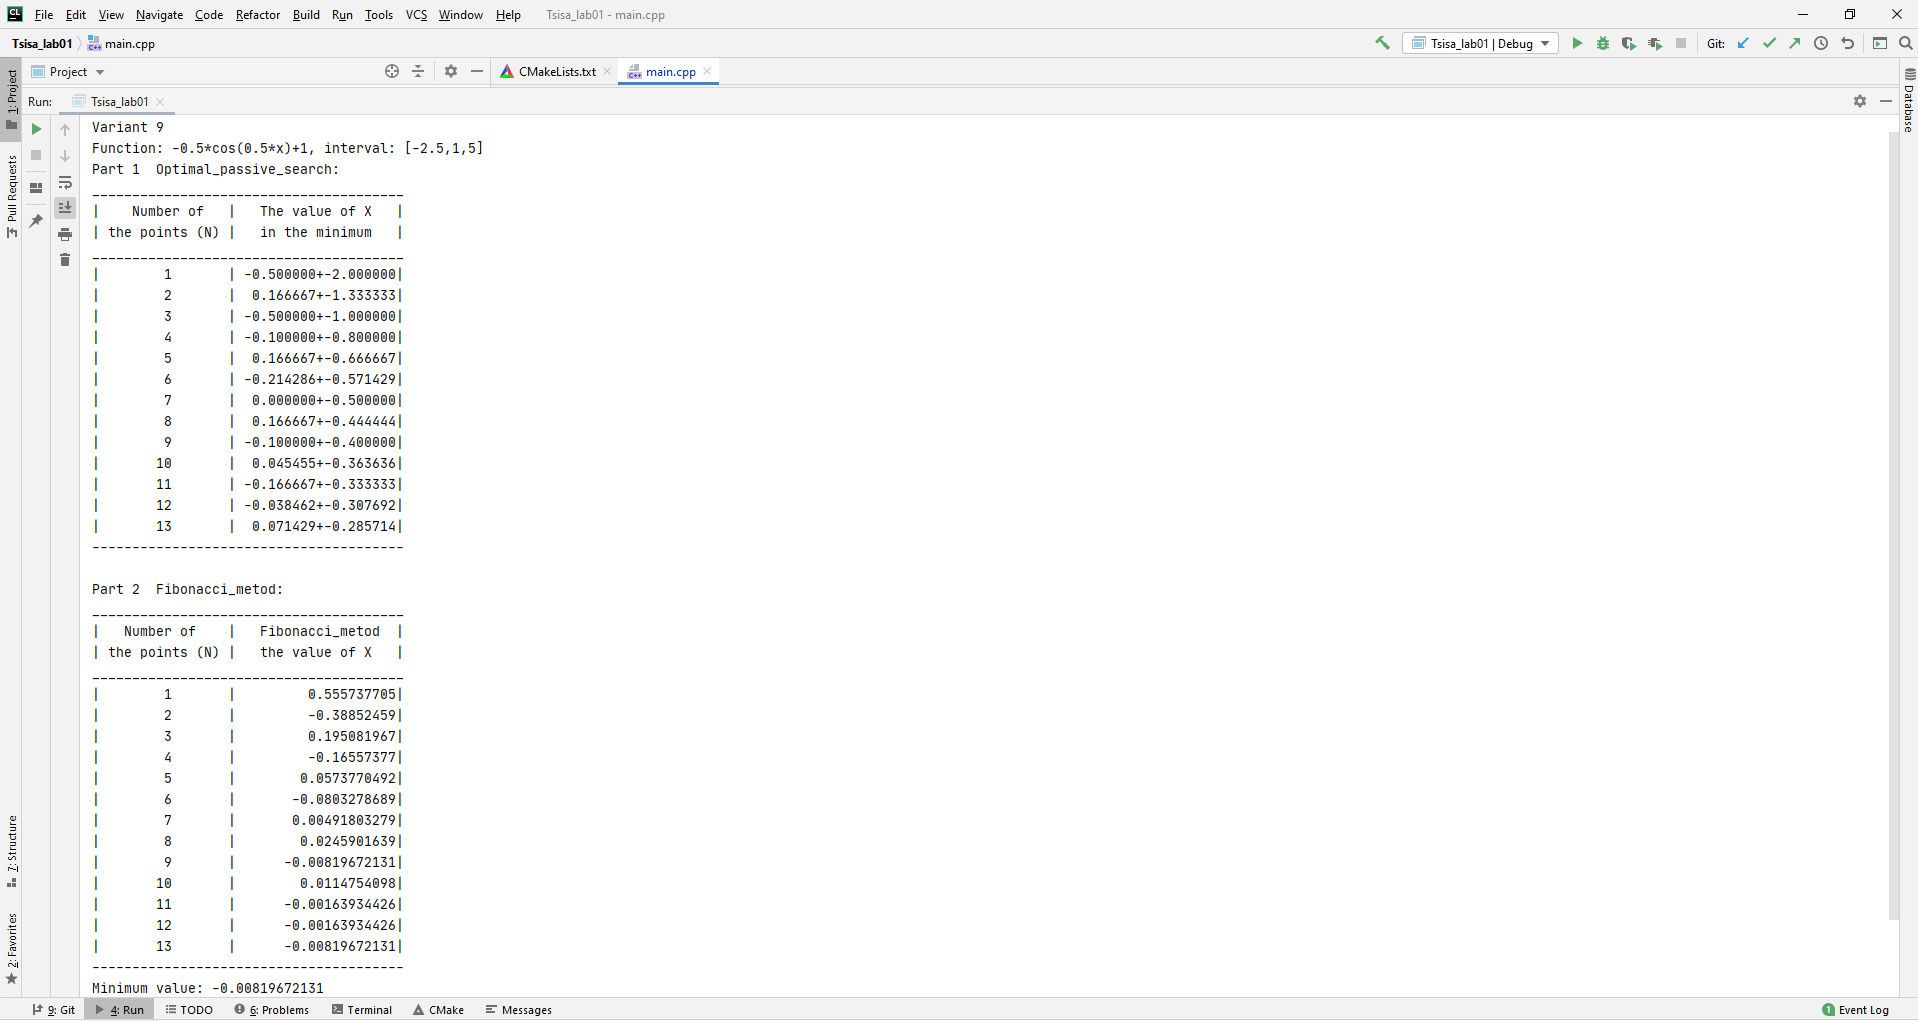 CL File Edit View Navigate Code Refactor Build Run Tools VCS Window Help Tsisa_lab01 - main.cpp
Tsisa_lab01 C++ main.cpp Tsisa_lab01 | Debug Git:
1: Project
Pull Requests
7: Structure
2: Favorites
Project CMakeLists.txt C++ main.cpp
Database
Run: Tsisa_lab01
Variant 9
Function: -0.5*cos(0.5*x)+1, interval: [-2.5,1,5]
Part 1  Optimal_passive_search:
---------------------------------------
|    Number of   |   The value of X   |
| the points (N) |   in the minimum   |
---------------------------------------
|        1       | -0.500000+-2.000000|
|        2       |  0.166667+-1.333333|
|        3       | -0.500000+-1.000000|
|        4       | -0.100000+-0.800000|
|        5       |  0.166667+-0.666667|
|        6       | -0.214286+-0.571429|
|        7       |  0.000000+-0.500000|
|        8       |  0.166667+-0.444444|
|        9       | -0.100000+-0.400000|
|       10       |  0.045455+-0.363636|
|       11       | -0.166667+-0.333333|
|       12       | -0.038462+-0.307692|
|       13       |  0.071429+-0.285714|
---------------------------------------
Part 2  Fibonacci_metod:
---------------------------------------
|   Number of    |   Fibonacci_metod  |
| the points (N) |   the value of X   |
---------------------------------------
|        1       |         0.555737705|
|        2       |         -0.38852459|
|        3       |         0.195081967|
|        4       |         -0.16557377|
|        5       |        0.0573770492|
|        6       |       -0.0803278689|
|        7       |       0.00491803279|
|        8       |        0.0245901639|
|        9       |      -0.00819672131|
|       10       |        0.0114754098|
|       11       |      -0.00163934426|
|       12       |      -0.00163934426|
|       13       |      -0.00819672131|
---------------------------------------
Minimum value: -0.00819672131
9: Git 4: Run TODO 6: Problems Terminal CMake Messages 1 Event Log